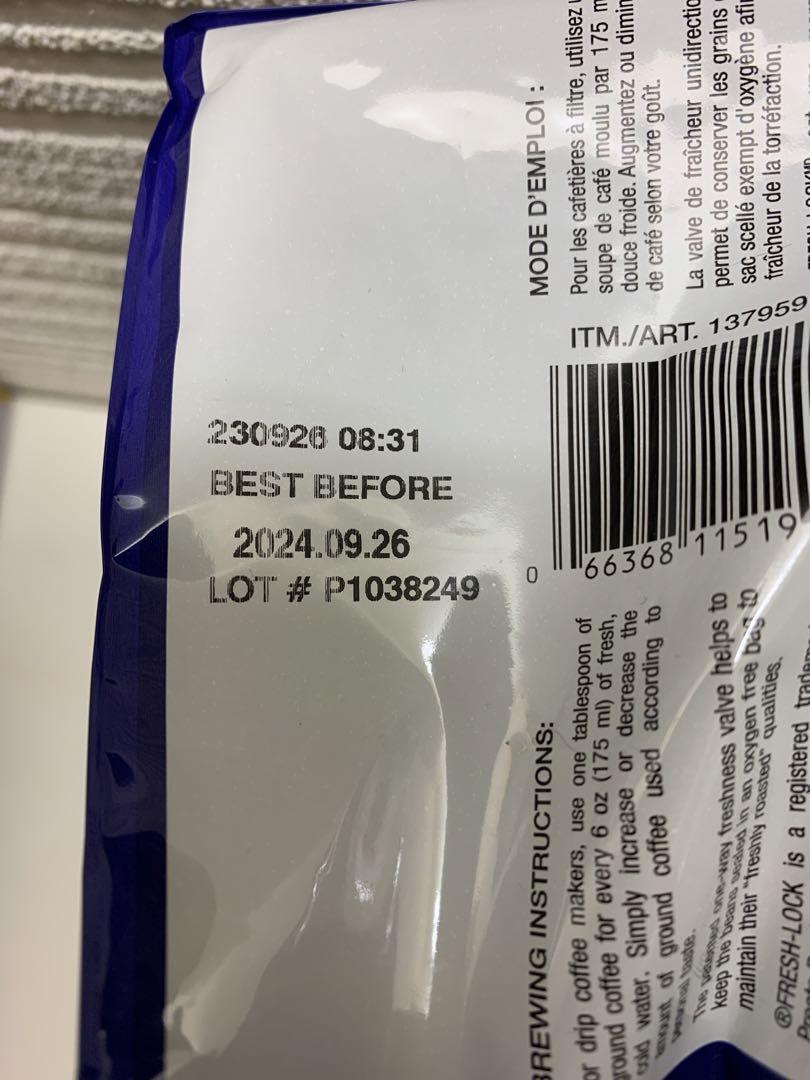 230926 08:31
BEST BEFORE
2024.09.26
LOT # P1038249
MODE D'EMPLOI :
Pour les cafetières à filtre, utilisez
soupe de café moulu par 175 m
douce froide. Augmentez ou dimin
de café selon votre goût.
La valve de fraîcheur unidirectio
permet de conserver les grains
sac scellé exempt d'oxygène afi
fraîcheur de la torréfaction.
ITM./ART. 137959
0 66368 11519
BREWING INSTRUCTIONS:
or drip coffee makers, use one tablespoon of
ground coffee for every 6 oz (175 ml) of fresh,
cold water. Simply increase or decrease the
amount of ground coffee used according to
personal taste.
The patented one-way freshness valve helps to
keep the beans sealed in an oxygen free bag to
maintain their "freshly roasted" qualities.
®FRESH-LOCK is a registered tradem